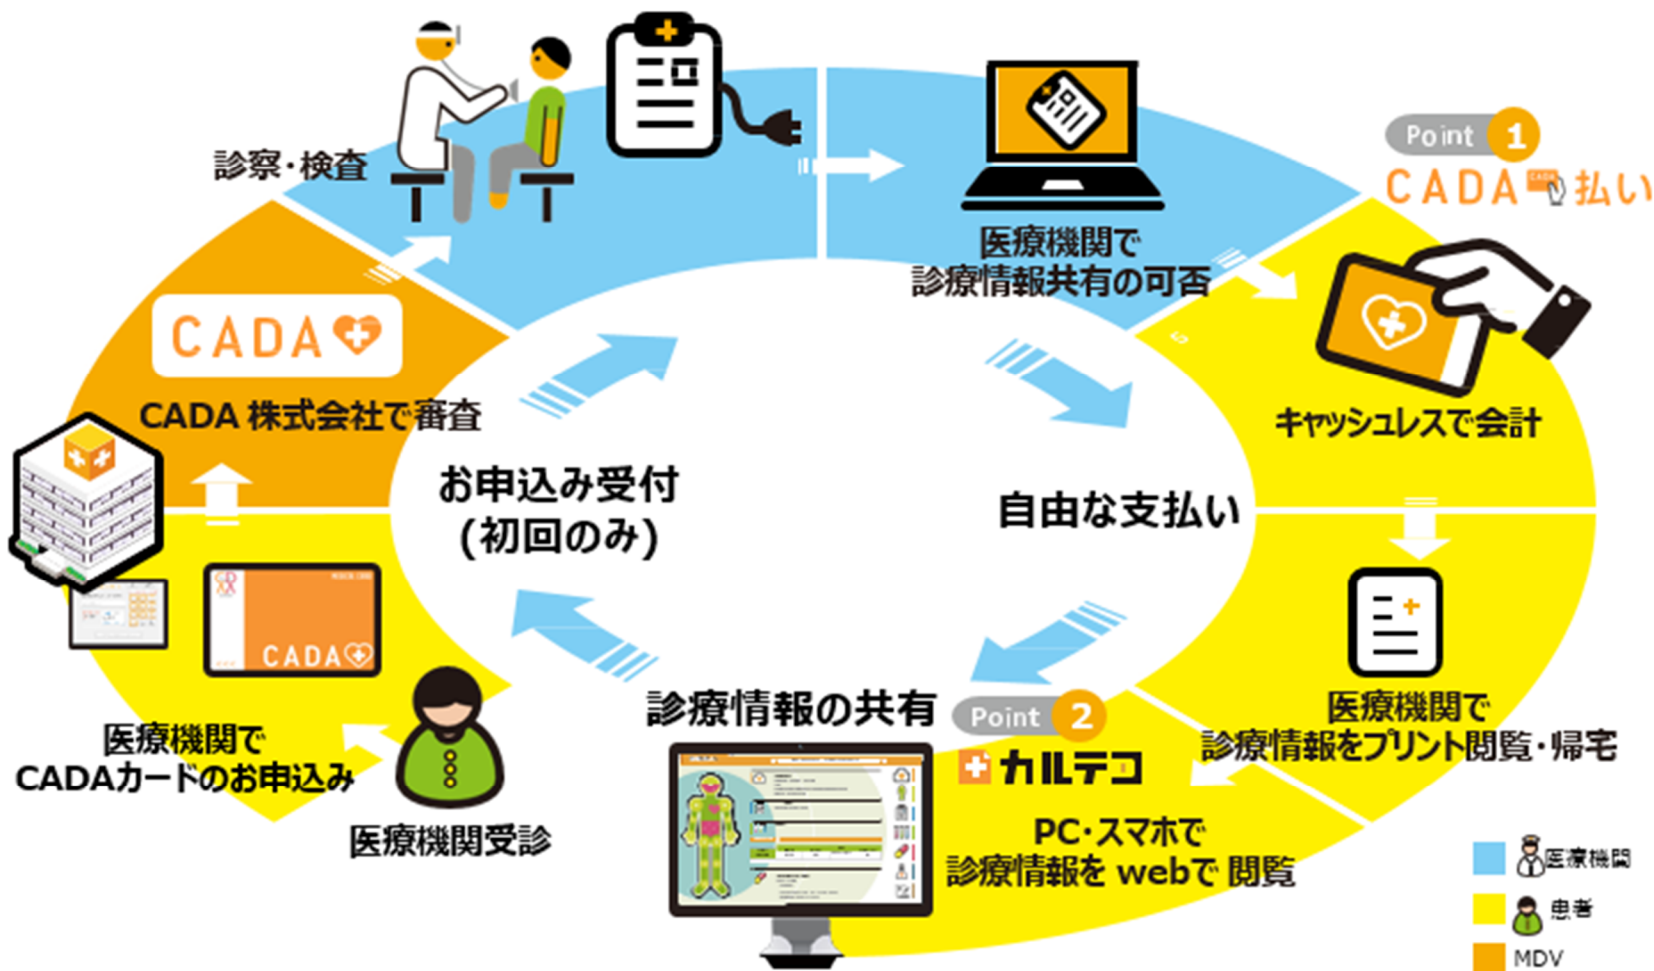 診察・検査
Point 1
CADA払い
医療機関で
診療情報共有の可否
CADA
CADA 株式会社で審査
キャッシュレスで会計
お申込み受付
(初回のみ)
自由な支払い
CADA
医療機関で
CADAカードのお申込み
医療機関受診
診療情報の共有
Point 2
カルテコ
PC・スマホで
診療情報を webで 閲覧
医療機関で
診療情報をプリント閲覧・帰宅
医療機関
患者
MDV